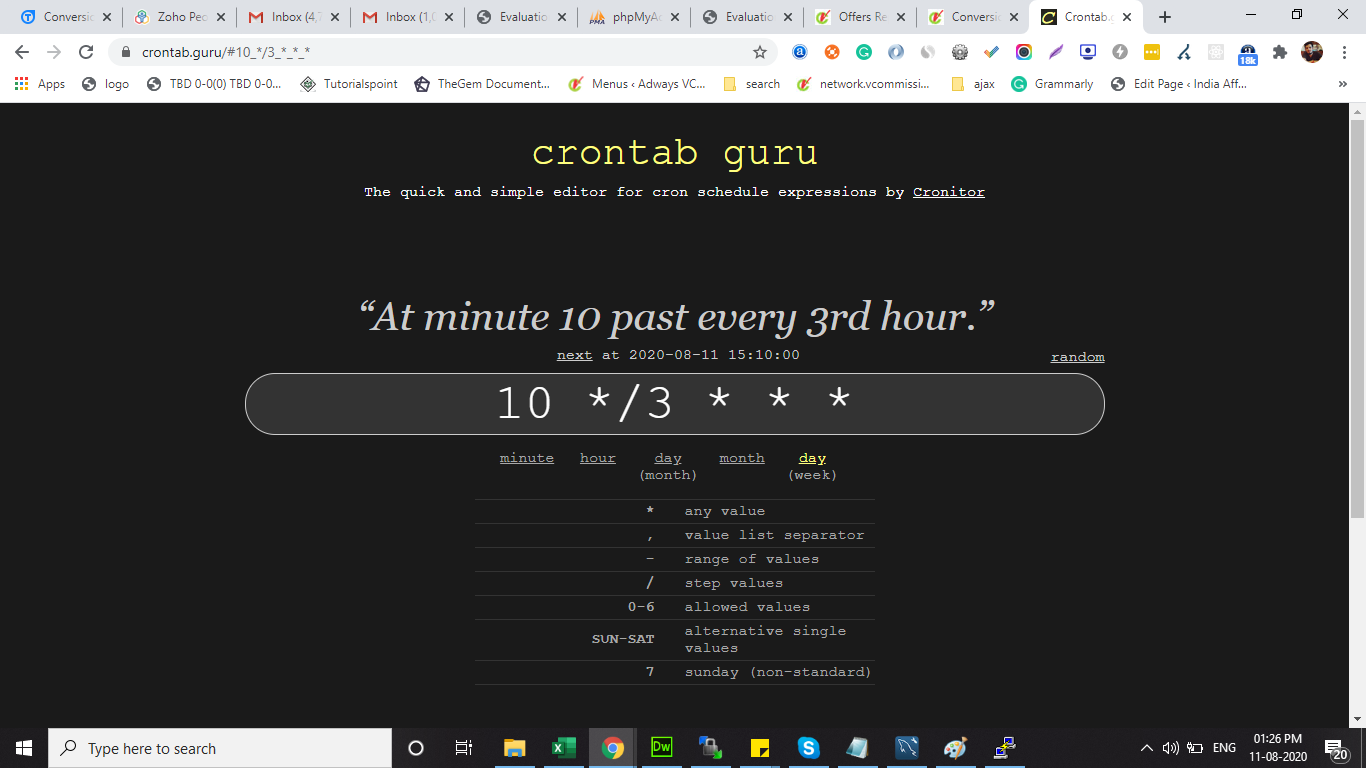 Conversio
Zoho Peo
Inbox (4,7
Inbox (1,0
Evaluatio
phpMyAd
Evaluatio
Offers Re
Conversio
Crontab.g
crontab.guru/#10_*/3_*_*_*
18k
Apps
logo
TBD 0-0(0) TBD 0-0...
Tutorialspoint
TheGem Document...
Menus ‹ Adways VC...
search
network.vcommissi...
ajax
Grammarly
Edit Page ‹ India Aff...
»
crontab guru
The quick and simple editor for cron schedule expressions by Cronitor
“At minute 10 past every 3rd hour.”
next at 2020-08-11 15:10:00
random
10 */3 * * *
minute hour day (month) month day (week)
* any value
, value list separator
- range of values
/ step values
0-6 allowed values
SUN-SAT alternative single values
7 sunday (non-standard)
Type here to search
Dw
ENG
01:26 PM
11-08-2020
20